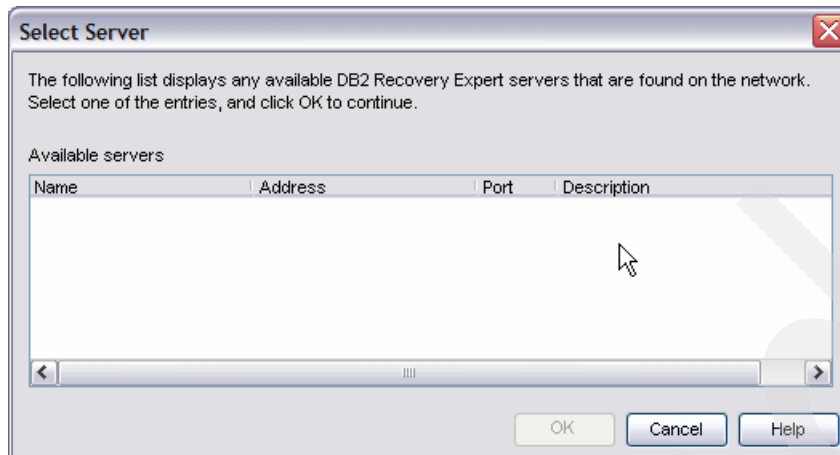 Select Server
The following list displays any available DB2 Recovery Expert servers that are found on the network.
Select one of the entries, and click OK to continue.
Available servers
Name Address Port Description
OK Cancel Help